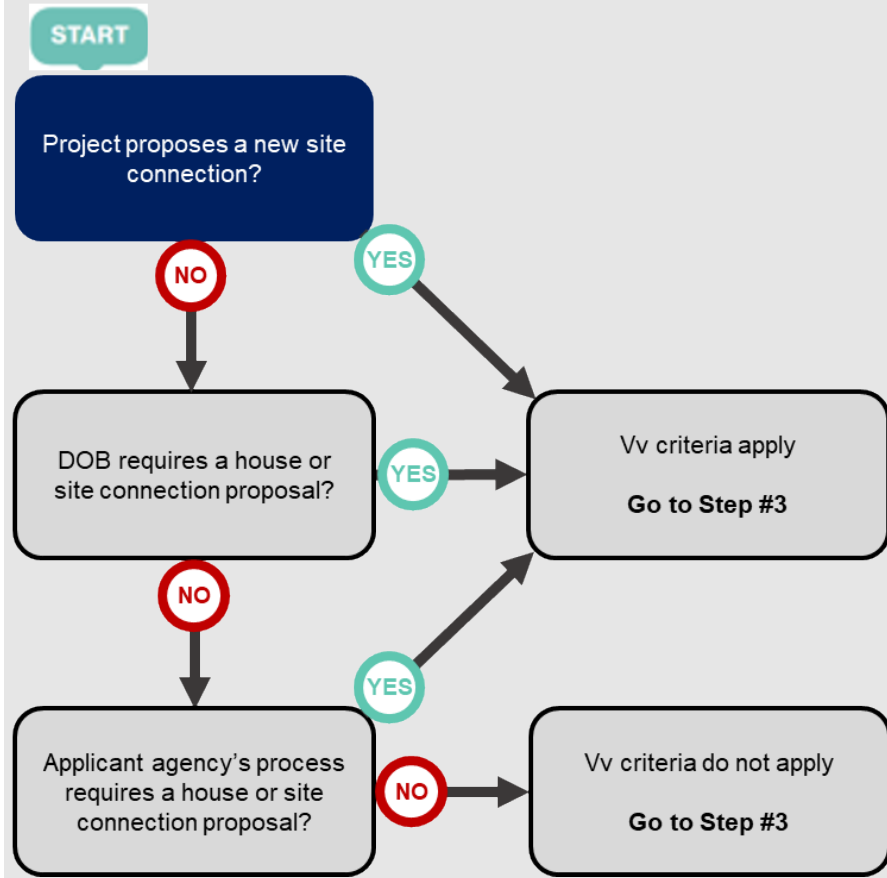 START
Project proposes a new site
connection?
NO
YES
DOB requires a house or
site connection proposal?
YES
Vv criteria apply
Go to Step #3
NO
YES
Applicant agency’s process
requires a house or site
connection proposal?
NO
Vv criteria do not apply
Go to Step #3